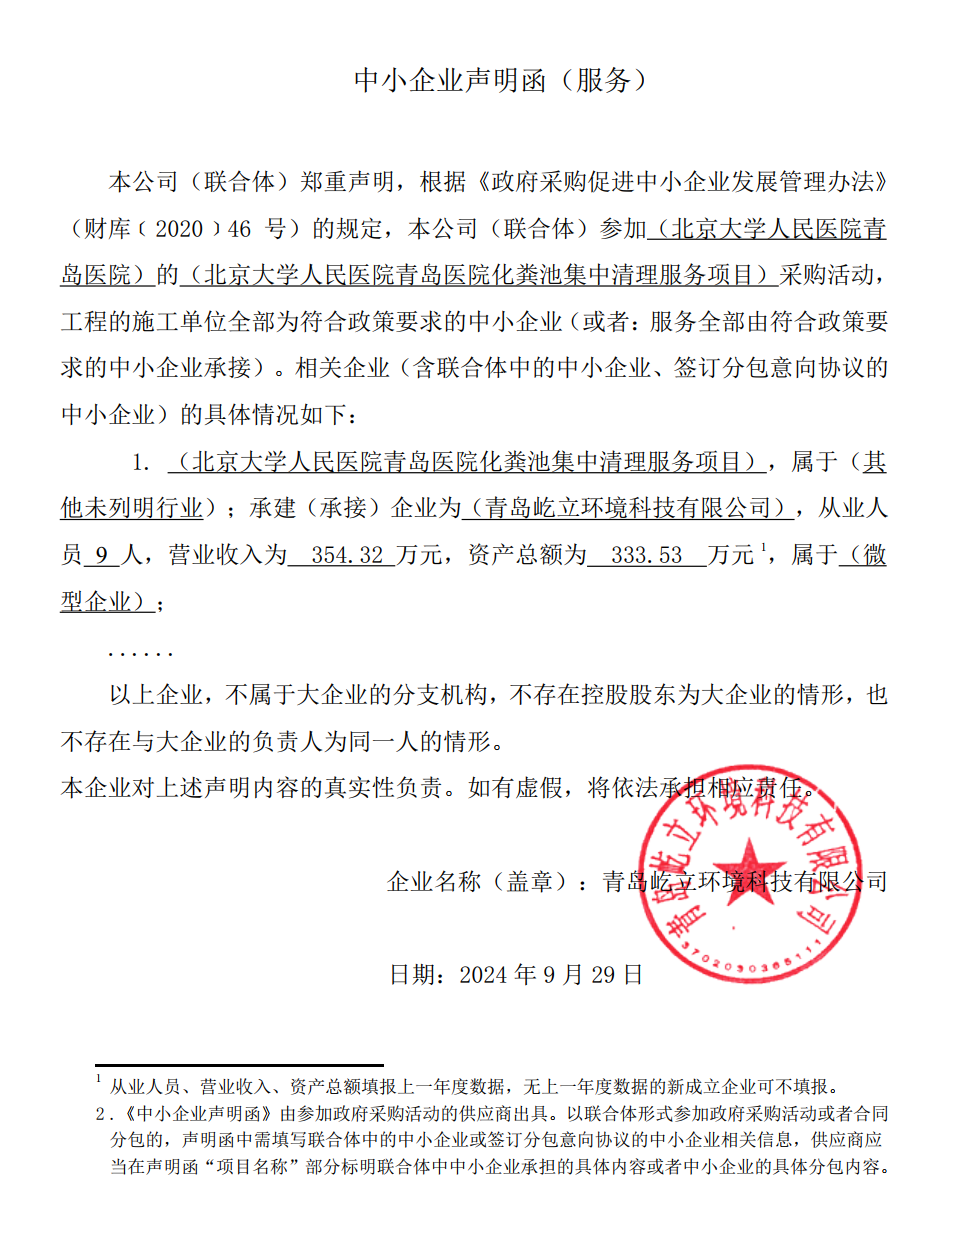 中小企业声明函（服务）
本公司（联合体）郑重声明，根据《政府采购促进中小企业发展管理办法》
（财库﹝2020﹞46 号）的规定，本公司（联合体）参加（北京大学人民医院青
岛医院）的（北京大学人民医院青岛医院化粪池集中清理服务项目）采购活动，
工程的施工单位全部为符合政策要求的中小企业（或者：服务全部由符合政策要
求的中小企业承接）。相关企业（含联合体中的中小企业、签订分包意向协议的
中小企业）的具体情况如下：
1. （北京大学人民医院青岛医院化粪池集中清理服务项目），属于（其
他未列明行业）；承建（承接）企业为（青岛屹立环境科技有限公司），从业人
员 9 人，营业收入为 354.32 万元，资产总额为 333.53 万元1，属于（微
型企业）；
......
以上企业，不属于大企业的分支机构，不存在控股股东为大企业的情形，也
不存在与大企业的负责人为同一人的情形。
本企业对上述声明内容的真实性负责。如有虚假，将依法承担相应责任。
青岛屹立环境科技有限公司
企业名称（盖章）：青岛屹立环境科技有限公司
3702030365111
日期：2024 年 9 月 29 日
1 从业人员、营业收入、资产总额填报上一年度数据，无上一年度数据的新成立企业可不填报。
2.《中小企业声明函》由参加政府采购活动的供应商出具。以联合体形式参加政府采购活动或者合同
分包的，声明函中需填写联合体中的中小企业或签订分包意向协议的中小企业相关信息，供应商应
当在声明函“项目名称”部分标明联合体中中小企业承担的具体内容或者中小企业的具体分包内容。